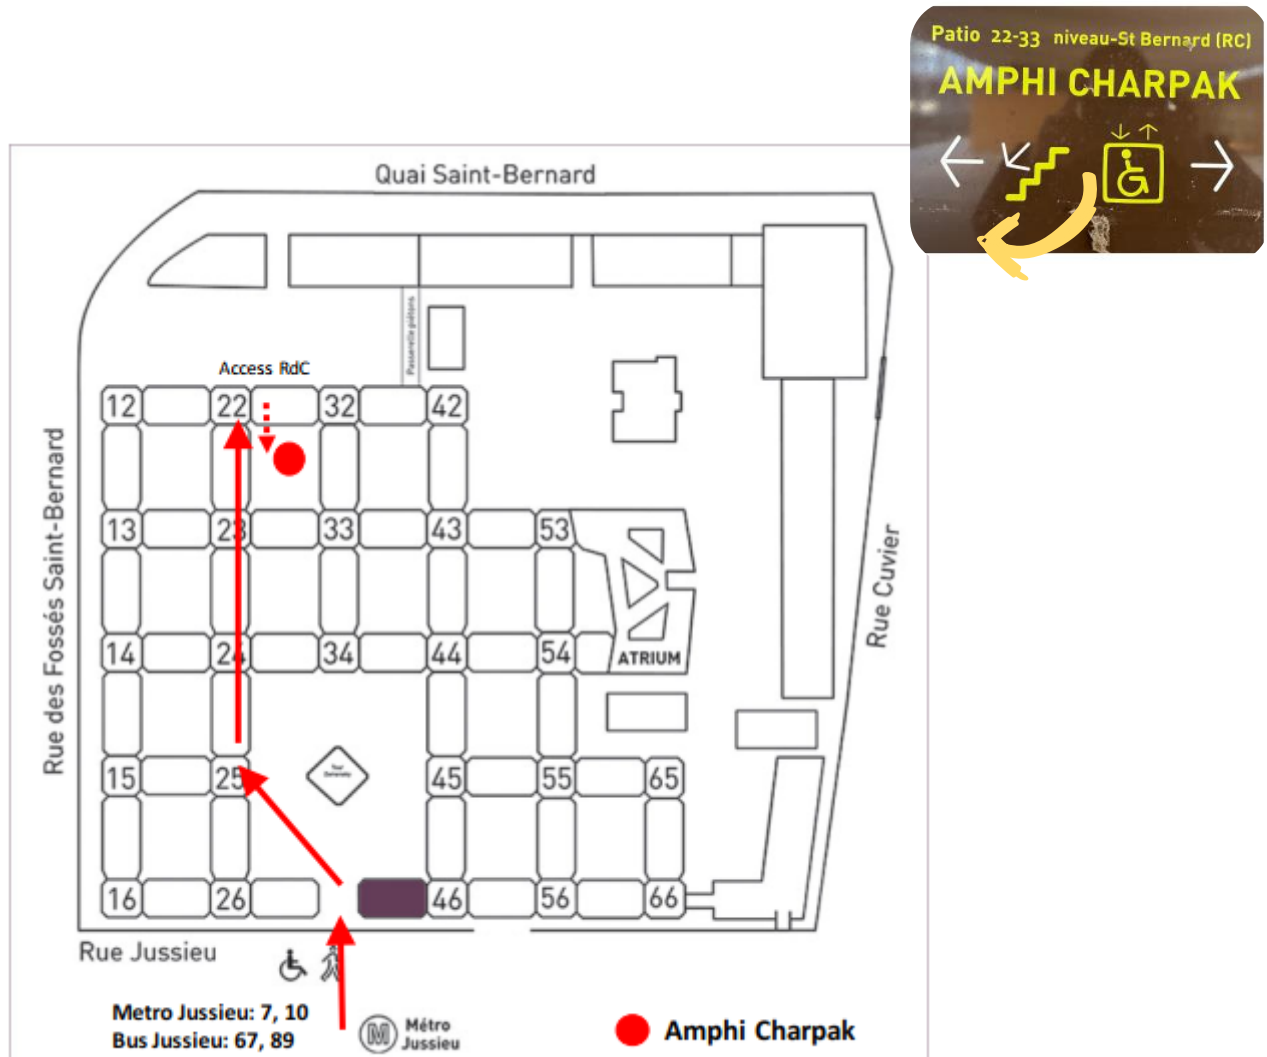 Patio 22-33 niveau-St Bernard (RC)
AMPHI CHARPAK
Quai Saint-Bernard
Passerelle piétons
Access RdC
12 22 32 42
Rue des Fossés Saint-Bernard
13 23 33 43 53
Rue Cuvier
14 24 34 44 54 ATRIUM
15 25 45 55 65
16 26 46 56 66
Rue Jussieu
Metro Jussieu: 7, 10
Bus Jussieu: 67, 89
M Métro
Jussieu
Amphi Charpak